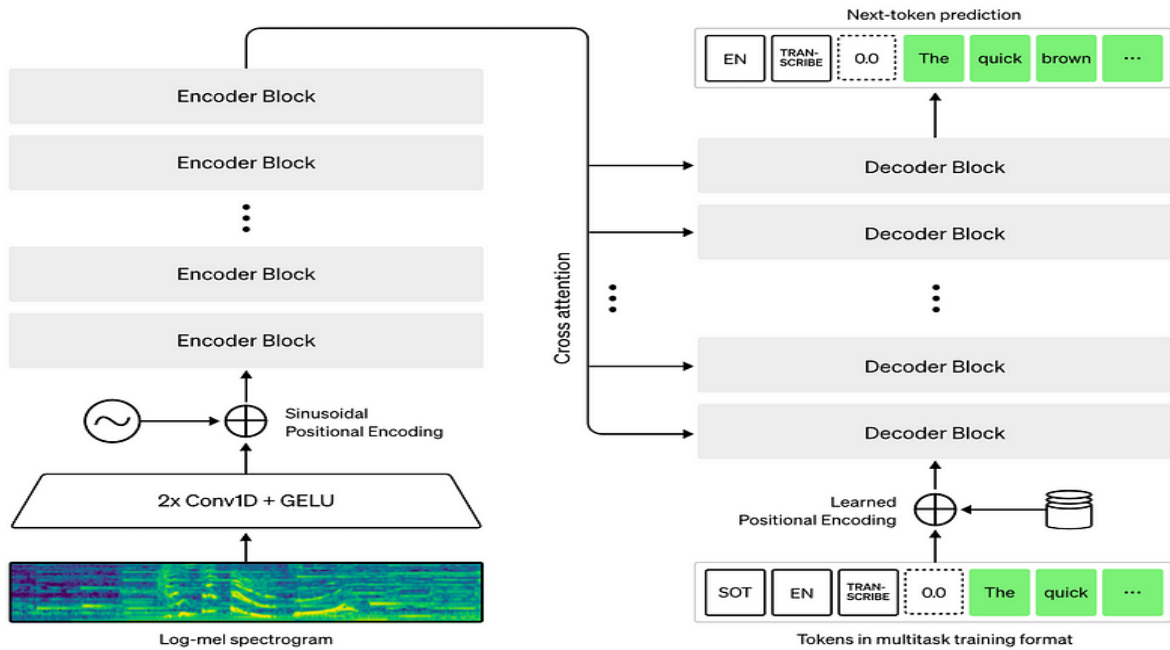 Encoder Block
Encoder Block
Encoder Block
Encoder Block
Sinusoidal
Positional Encoding
2x Conv1D + GELU
Log-mel spectrogram
Cross attention
Next-token prediction
EN
TRAN-
SCRIBE
0.0
The
quick
brown
...
Decoder Block
Decoder Block
Decoder Block
Decoder Block
Learned
Positional Encoding
SOT
EN
TRAN-
SCRIBE
0.0
The
quick
...
Tokens in multitask training format